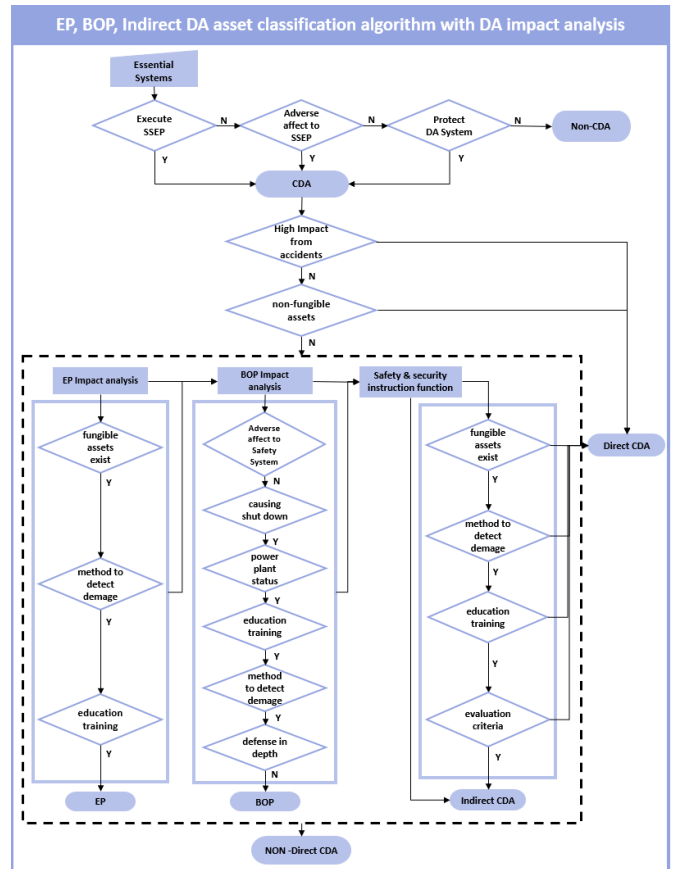 EP, BOP, Indirect DA asset classification algorithm with DA impact analysis
Essential
Systems
Execute
SSEP
N
Adverse
affect to
SSEP
N
Protect
DA System
N
Non-CDA
Y
Y
Y
CDA
High Impact
from
accidents
N
non-fungible
assets
N
EP Impact analysis
BOP Impact
analysis
Safety & security
instruction function
fungible
assets
exist
Y
method to
detect
demage
Y
education
training
Y
EP
Adverse
affect to
Safety
System
N
causing
shut down
Y
power
plant
status
Y
education
training
Y
method
to detect
demage
Y
defense in
depth
N
BOP
fungible
assets
exist
Y
method to
detect
demage
Y
education
training
Y
evaluation
criteria
Y
Indirect CDA
Direct CDA
NON -Direct CDA